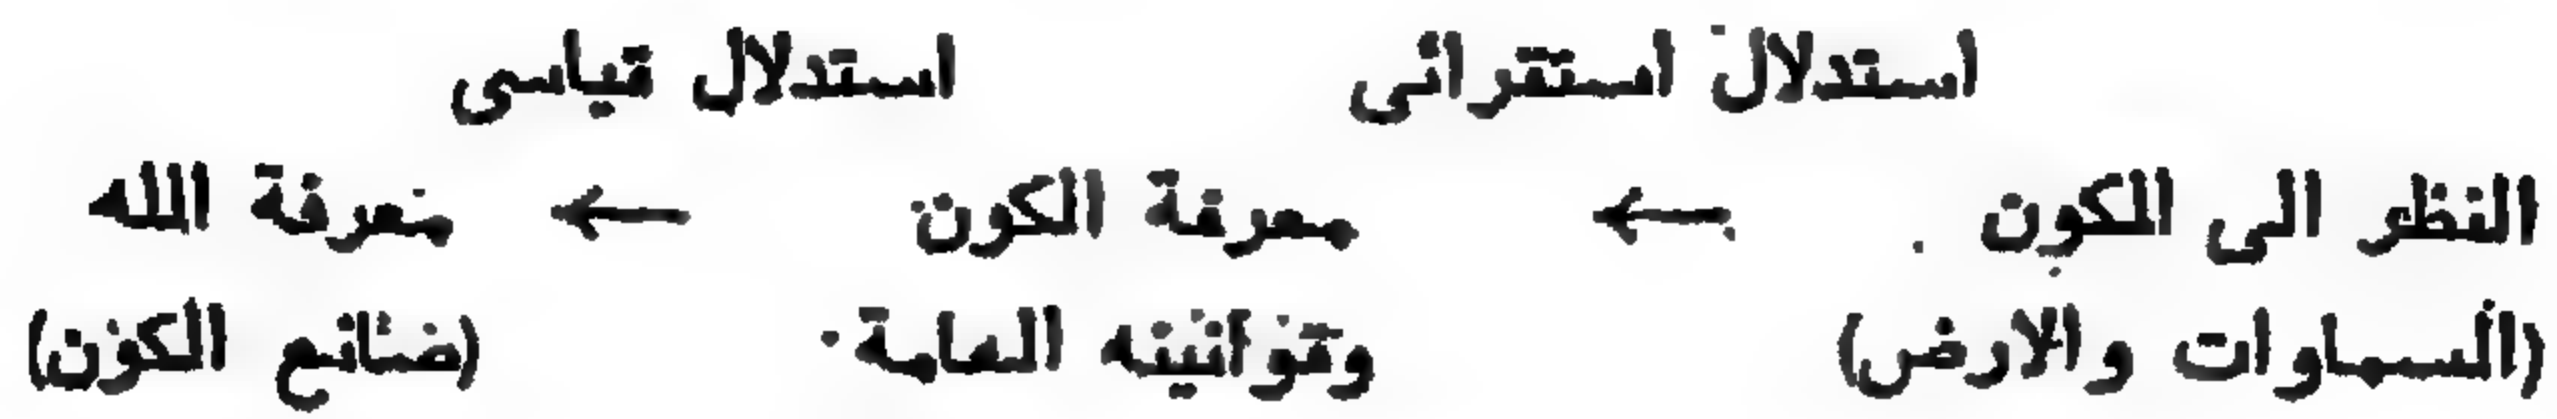 استدلال استقرائى استدلال قياسى
النظر الى الكون ← معرفة الكون ← معرفة الله
(السماوات والارض) وقوانينه العامة (صانع الكون)